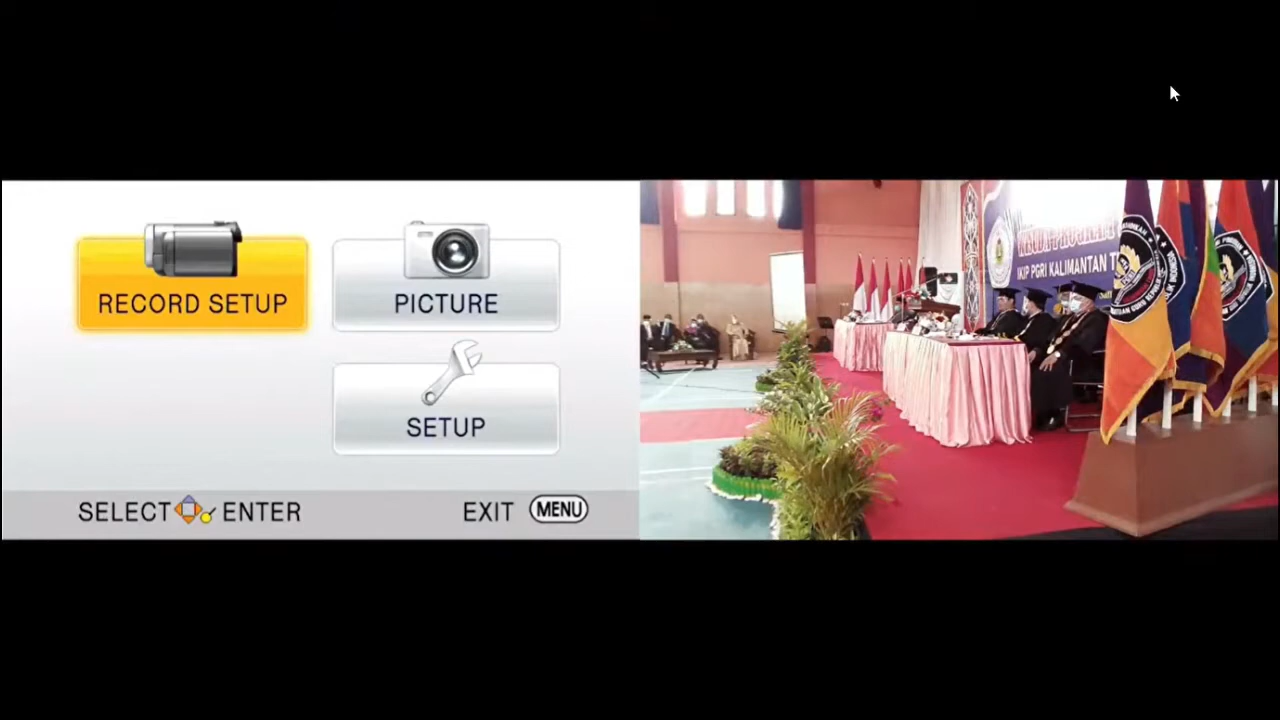 RECORD SETUP
PICTURE
SETUP
SELECT ENTER
EXIT MENU
IKIP PGRI KALIMANTAN